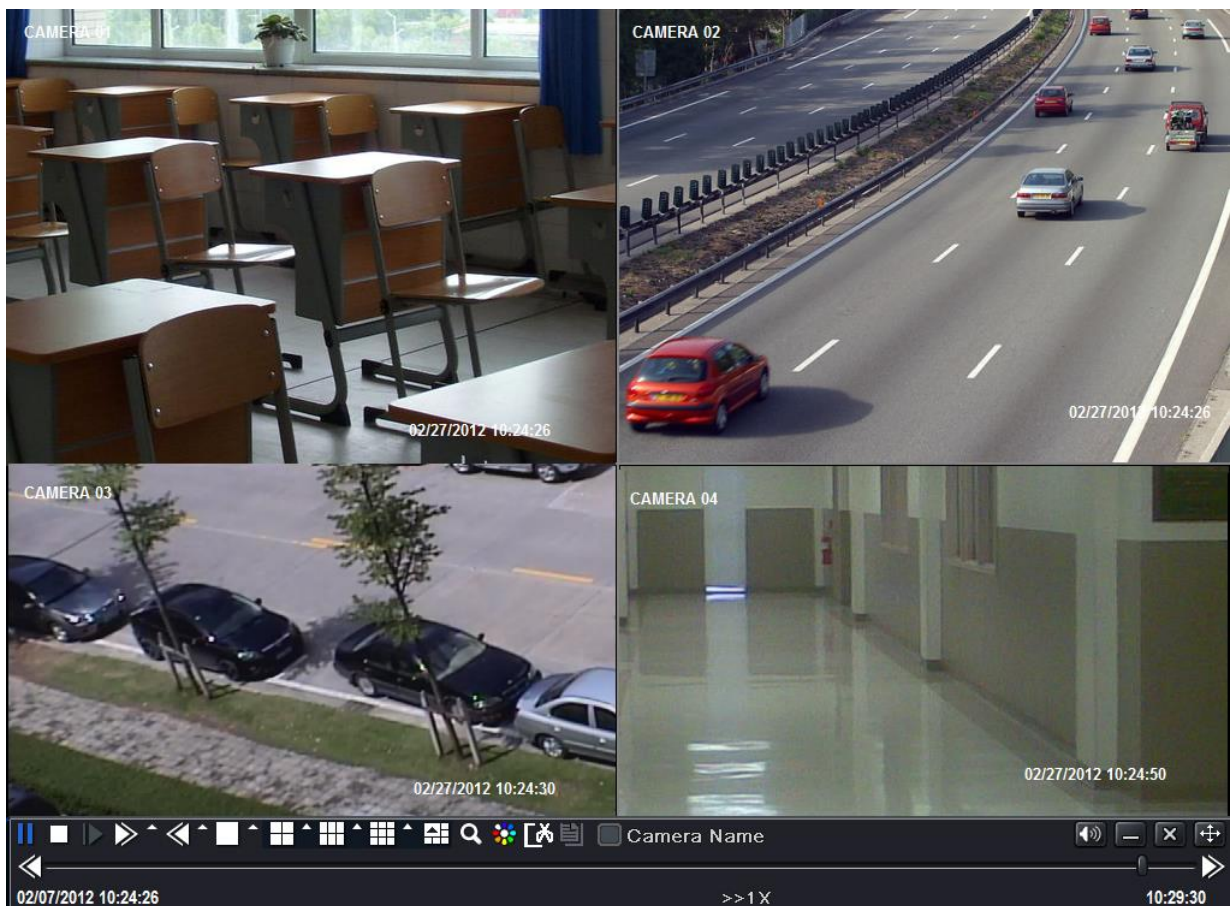 CAMERA 01
CAMERA 02
02/27/2012 10:24:26
02/27/2012 10:24:26
CAMERA 03
CAMERA 04
02/27/2012 10:24:30
02/27/2012 10:24:50
Camera Name
02/07/2012 10:24:26
>>1X
10:29:30